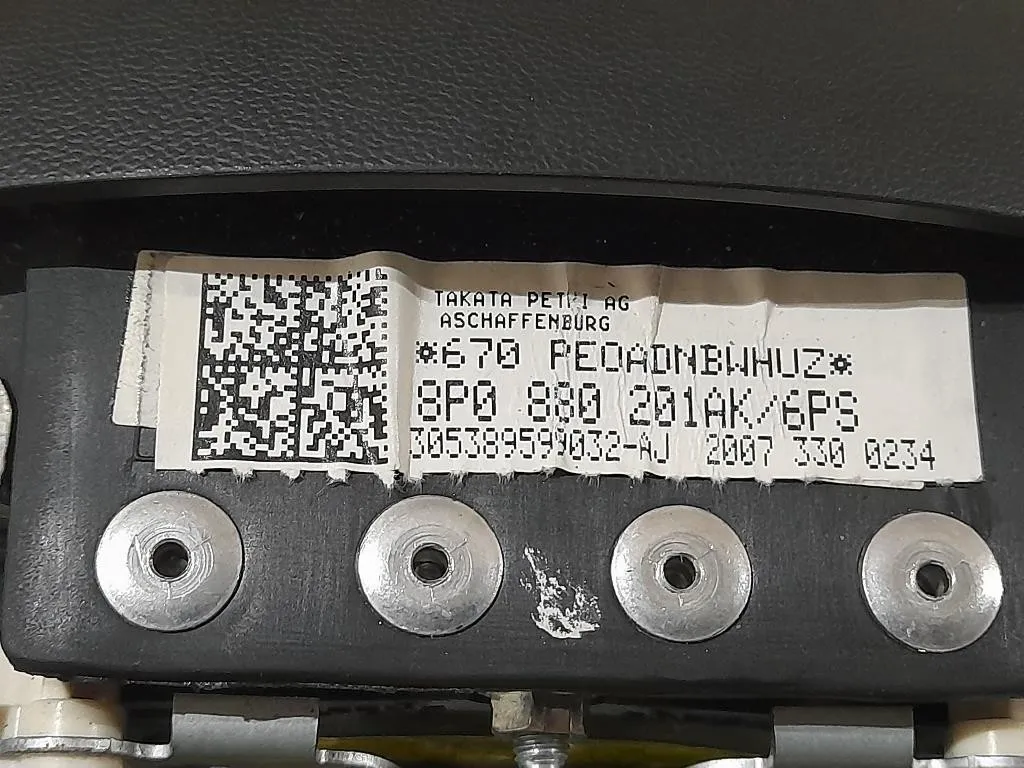 TAKATA PETRI AG
ASCHAFFENBURG
*670 PEOADNBWHUZ*
8P0 880 201AK/6PS
305389599032-AJ 2007 330 0234